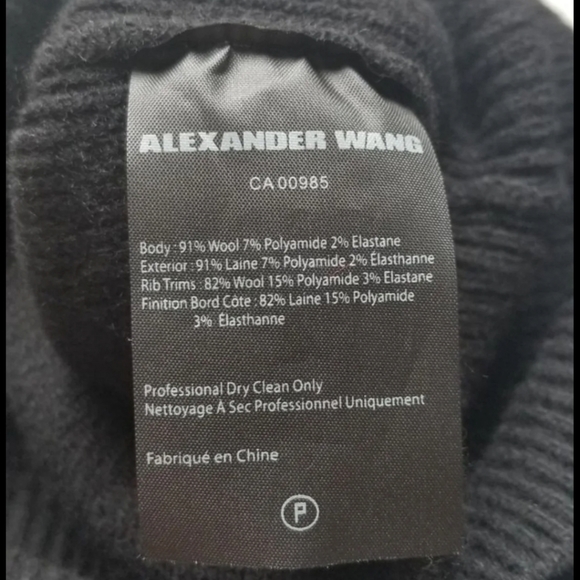 ALEXANDER WANG
CA00985
Body : 91% Wool 7% Polyamide 2% Elastane
Exterior : 91% Laine 7% Polyamide 2% Élasthanne
Rib Trims : 82% Wool 15% Polyamide 3% Elastane
Finition Bord Côte : 82% Laine 15% Polyamide
3% Élasthanne
Professional Dry Clean Only
Nettoyage À Sec Professionnel Uniquement
Fabriqué en Chine
P